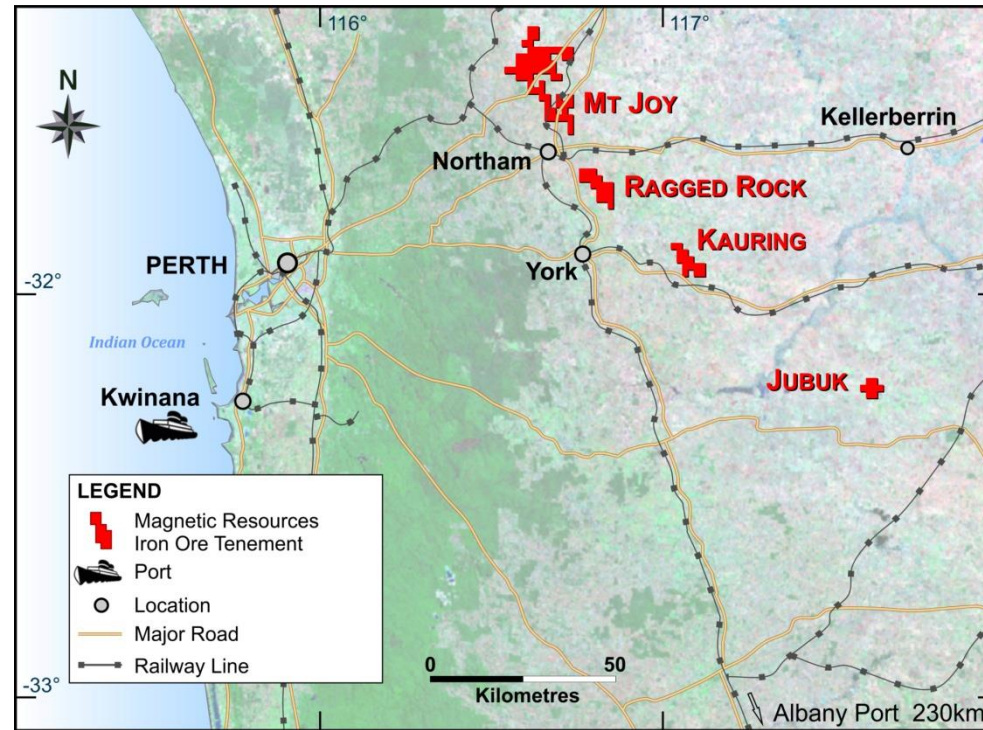 116°
117°
N
MT JOY
Kellerberrin
Northam
RAGGED ROCK
KAURING
PERTH
York
-32°
Indian Ocean
JUBUK
Kwinana
LEGEND
Magnetic Resources
Iron Ore Tenement
Port
Location
Major Road
Railway Line
0 50
Kilometres
-33°
Albany Port 230km